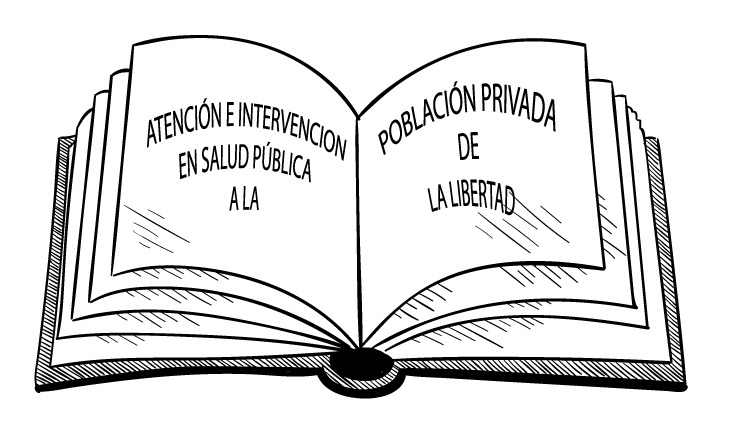 ATENCIÓN E INTERVENCION
EN SALUD PÚBLICA
A LA
POBLACIÓN PRIVADA
DE
LA LIBERTAD